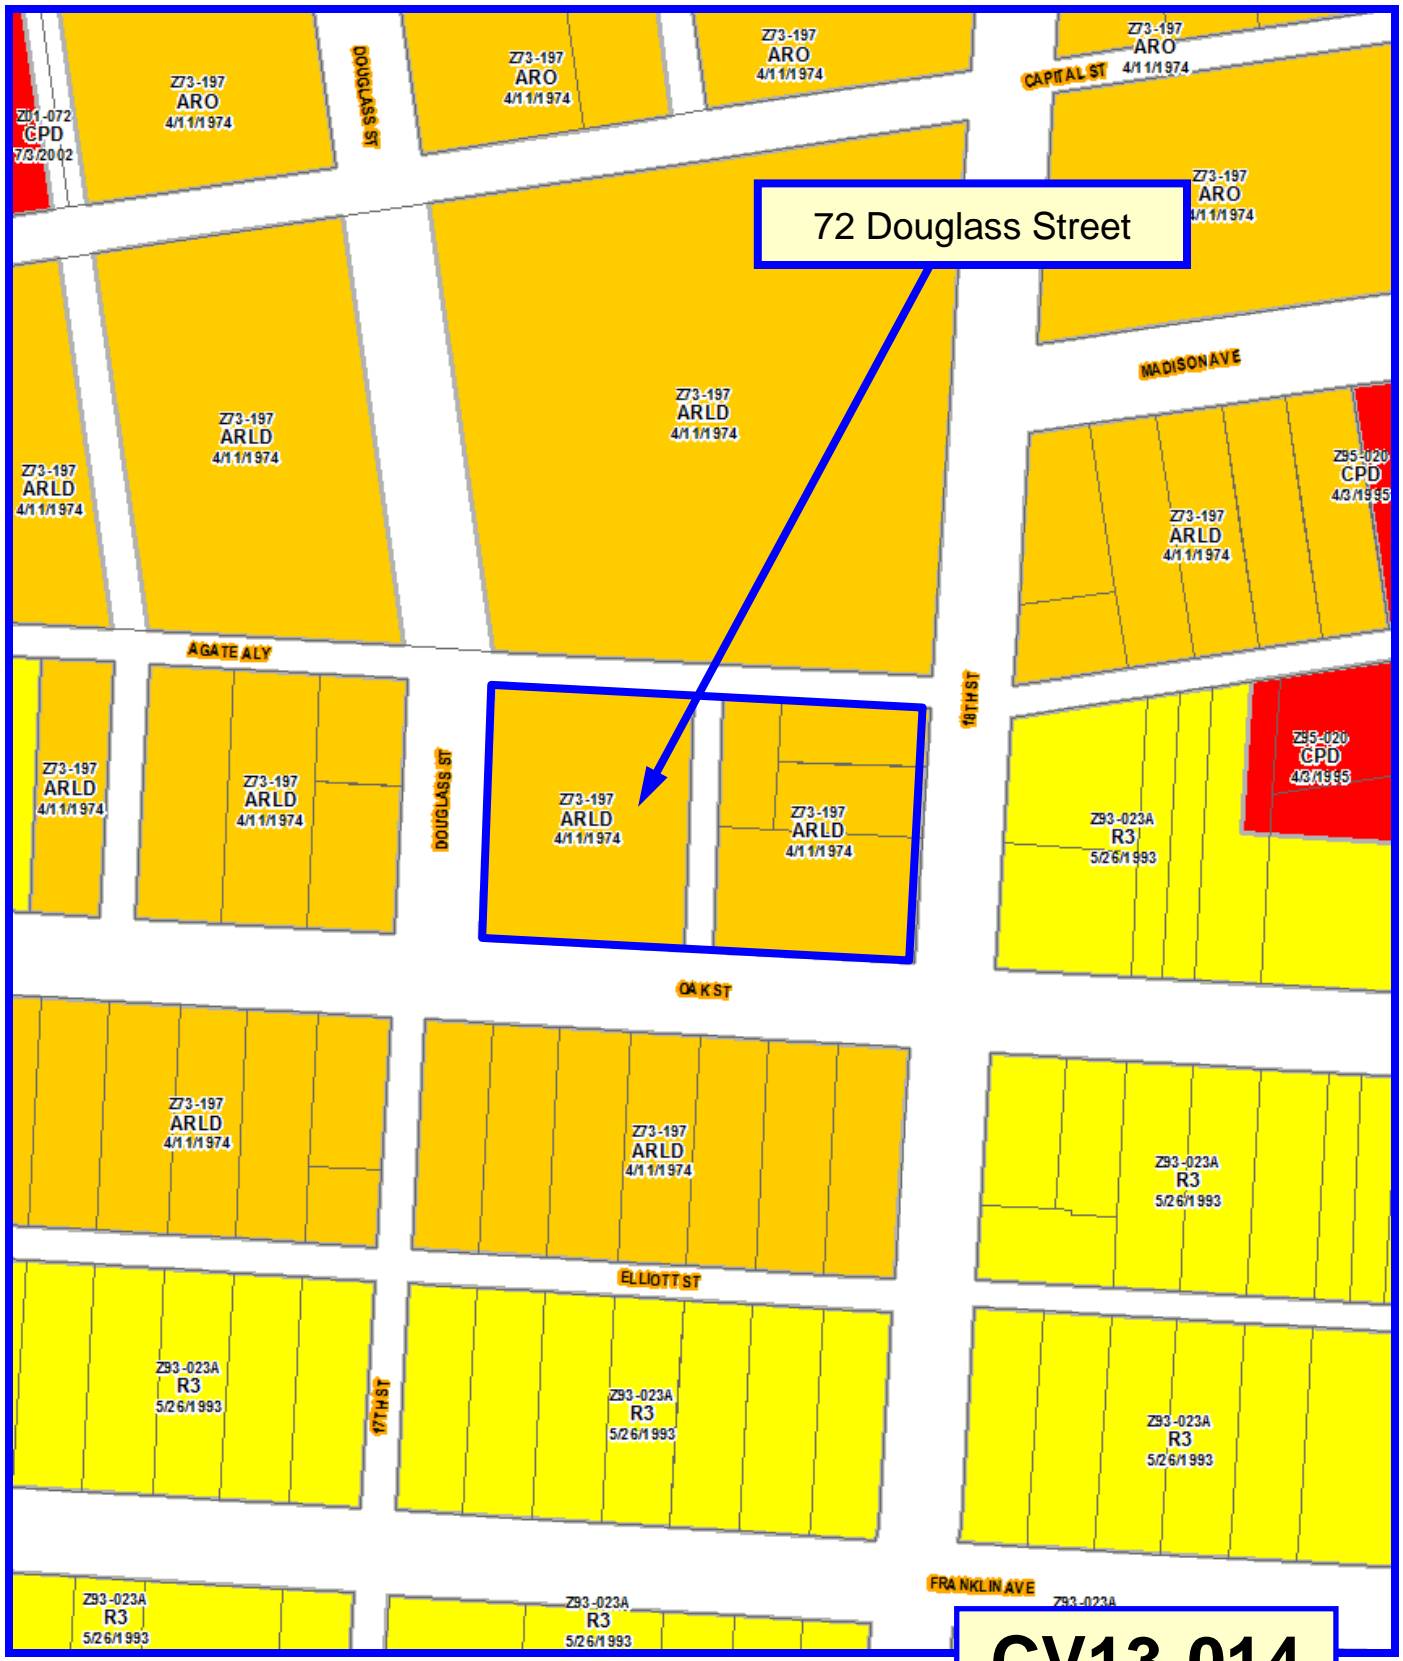 Z73-197
ARO
4/11/1974
DOUGLASS ST
Z73-197
ARO
4/11/1974
Z73-197
ARO
4/11/1974
Z73-197
ARO
4/11/1974
CAPITAL ST
Z01-072
CPD
7/3/2002
Z73-197
ARO
4/11/1974
72 Douglass Street
MADISON AVE
Z73-197
ARLD
4/11/1974
Z73-197
ARLD
4/11/1974
Z73-197
ARLD
4/11/1974
Z95-020
CPD
4/3/1995
Z73-197
ARLD
4/11/1974
AGATE ALY
18TH ST
DOUGLASS ST
Z73-197
ARLD
4/11/1974
Z73-197
ARLD
4/11/1974
Z73-197
ARLD
4/11/1974
Z73-197
ARLD
4/11/1974
Z95-020
CPD
4/3/1995
Z93-023A
R3
5/26/1993
OAK ST
Z73-197
ARLD
4/11/1974
Z73-197
ARLD
4/11/1974
Z93-023A
R3
5/26/1993
ELLIOTT ST
Z93-023A
R3
5/26/1993
17TH ST
Z93-023A
R3
5/26/1993
Z93-023A
R3
5/26/1993
FRANKLIN AVE
Z93-023A
R3
5/26/1993
Z93-023A
R3
5/26/1993
Z93-023A
CV13-014